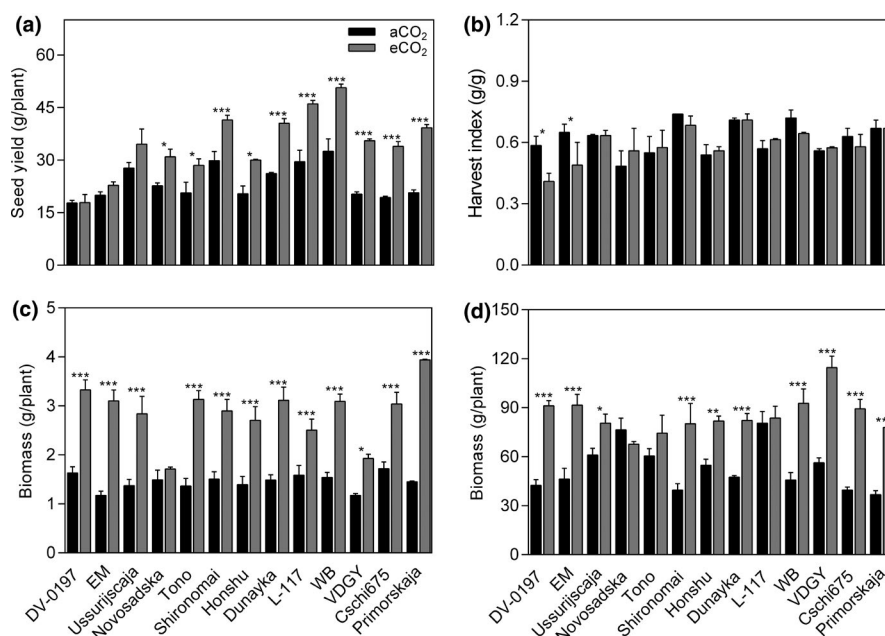 (a)
aCO₂
eCO₂
Seed yield (g/plant)
60
45
30
15
0
* * *** * *** *** *** *** *** ***
(b)
Harvest index (g/g)
1.2
0.9
0.6
0.3
0.0
* *
(c)
Biomass (g/plant)
5
4
3
2
1
0
*** *** *** *** *** *** *** *** *** * *** ***
DV-0197
EM
Ussurijscaja
Novosadska
Tono
Shironomai
Honshu
Dunayka
L-117
WB
VDGY
Cschi675
Primorskaja
(d)
Biomass (g/plant)
150
120
90
60
30
0
*** *** * *** ** *** *** *** *** **
DV-0197
EM
Ussurijscaja
Novosadska
Tono
Shironomai
Honshu
Dunayka
L-117
WB
VDGY
Cschi675
Primorskaja